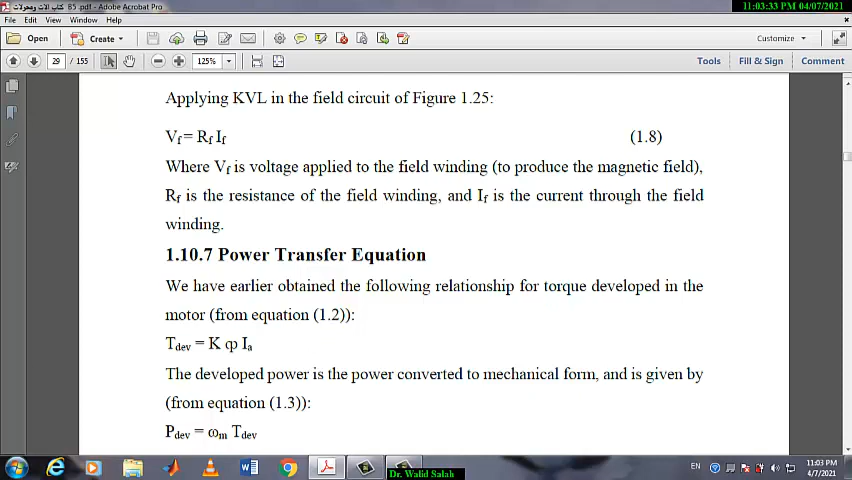 85. pdf.كتاب الات ومحولات - Adobe Acrobat Pro
11:03:33 PM 04/07/2021
File Edit View Window Help
Open Create Customize
29 / 155 125% Tools Fill & Sign Comment
Applying KVL in the field circuit of Figure 1.25:
Vf = Rf If (1.8)
Where Vf is voltage applied to the field winding (to produce the magnetic field),
Rf is the resistance of the field winding, and If is the current through the field
winding.
1.10.7 Power Transfer Equation
We have earlier obtained the following relationship for torque developed in the
motor (from equation (1.2)):
Tdev = K φ Ia
The developed power is the power converted to mechanical form, and is given by
(from equation (1.3)):
Pdev = ωm Tdev
EN 11:03 PM
4/7/2021
Dr. Walid Salah